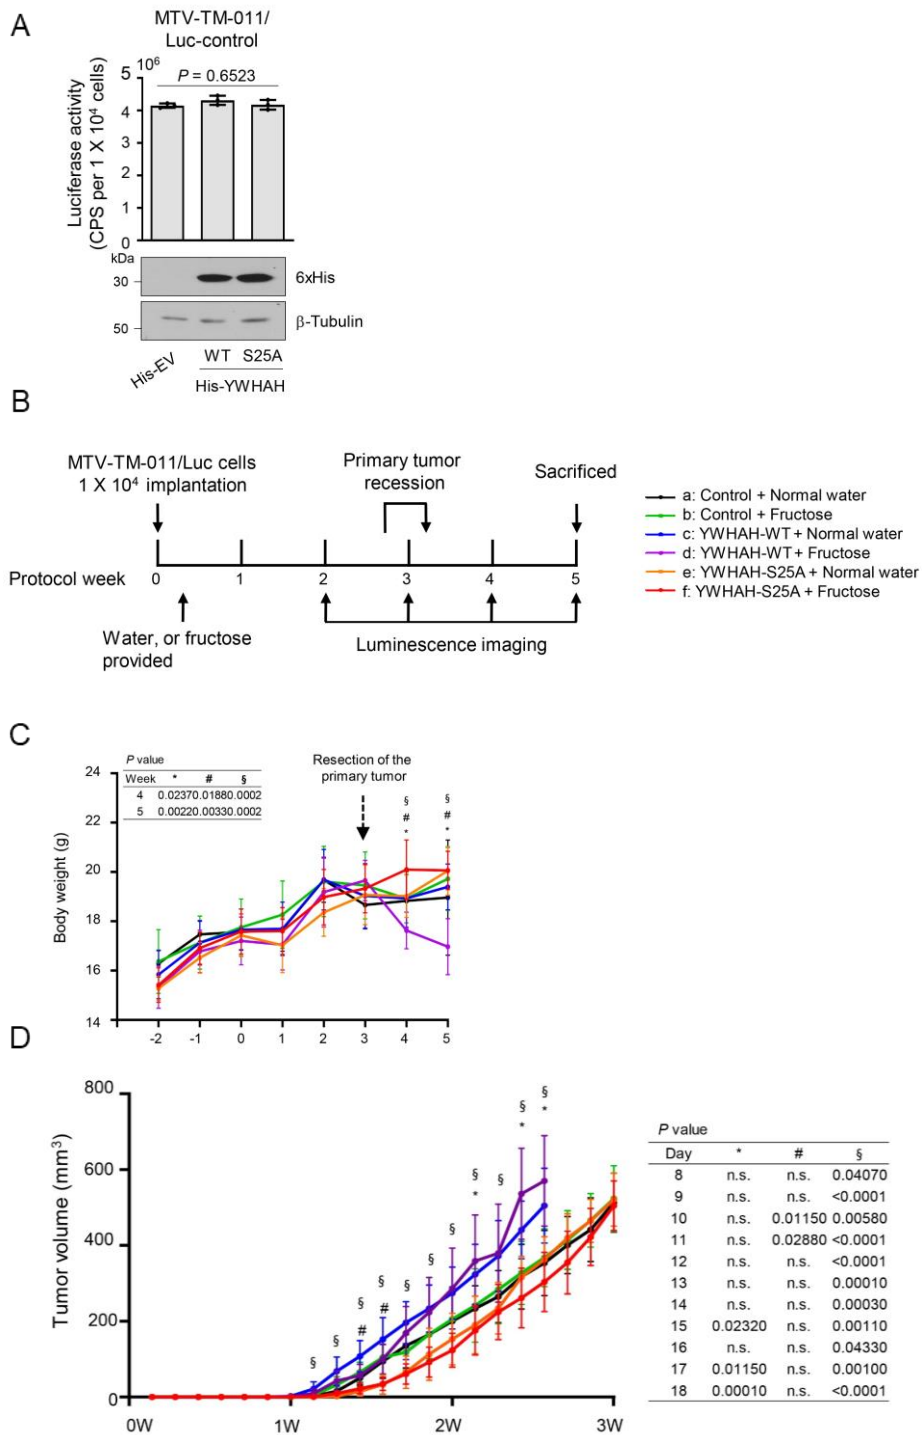 A
MTV-TM-011/
Luc-control
10⁶
P = 0.6523
Luciferase activity
(CPS per 1 X 10⁴ cells)
5
4
3
2
1
0
kDa
30
6xHis
50
β-Tubulin
His-EV
WT S25A
His-YWHAH
B
MTV-TM-011/Luc cells
1 X 10⁴ implantation
Primary tumor
recession
Sacrificed
Protocol week
0 1 2 3 4 5
Water, or fructose
provided
Luminescence imaging
a: Control + Normal water
b: Control + Fructose
c: YWHAH-WT + Normal water
d: YWHAH-WT + Fructose
e: YWHAH-S25A + Normal water
f: YWHAH-S25A + Fructose
C
P value
Week * # §
4 0.0237 0.0188 0.0002
5 0.0022 0.0033 0.0002
Resection of the
primary tumor
§ §
# #
* *
Body weight (g)
24
22
20
18
16
14
-2 -1 0 1 2 3 4 5
D
Tumor volume (mm³)
800
600
400
200
0
§ § # § # § § § § § * § § * § *
0W 1W 2W 3W
P value
Day * # §
8 n.s. n.s. 0.04070
9 n.s. n.s. <0.0001
10 n.s. 0.01150 0.00580
11 n.s. 0.02880 <0.0001
12 n.s. n.s. <0.0001
13 n.s. n.s. 0.00010
14 n.s. n.s. 0.00030
15 0.02320 n.s. 0.00110
16 n.s. n.s. 0.04330
17 0.01150 n.s. 0.00100
18 0.00010 n.s. <0.0001